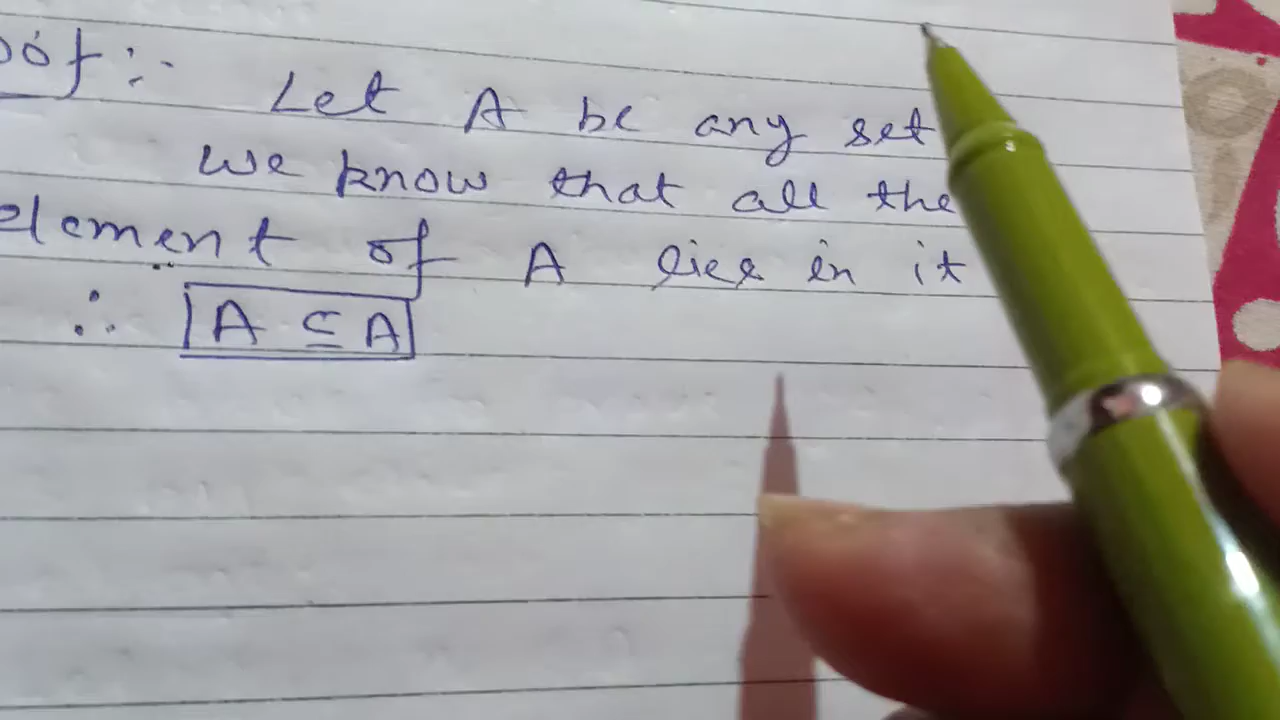 oof :-
Let A be any set
we know that all the
element of A lies in it
∴ A ⊆ A